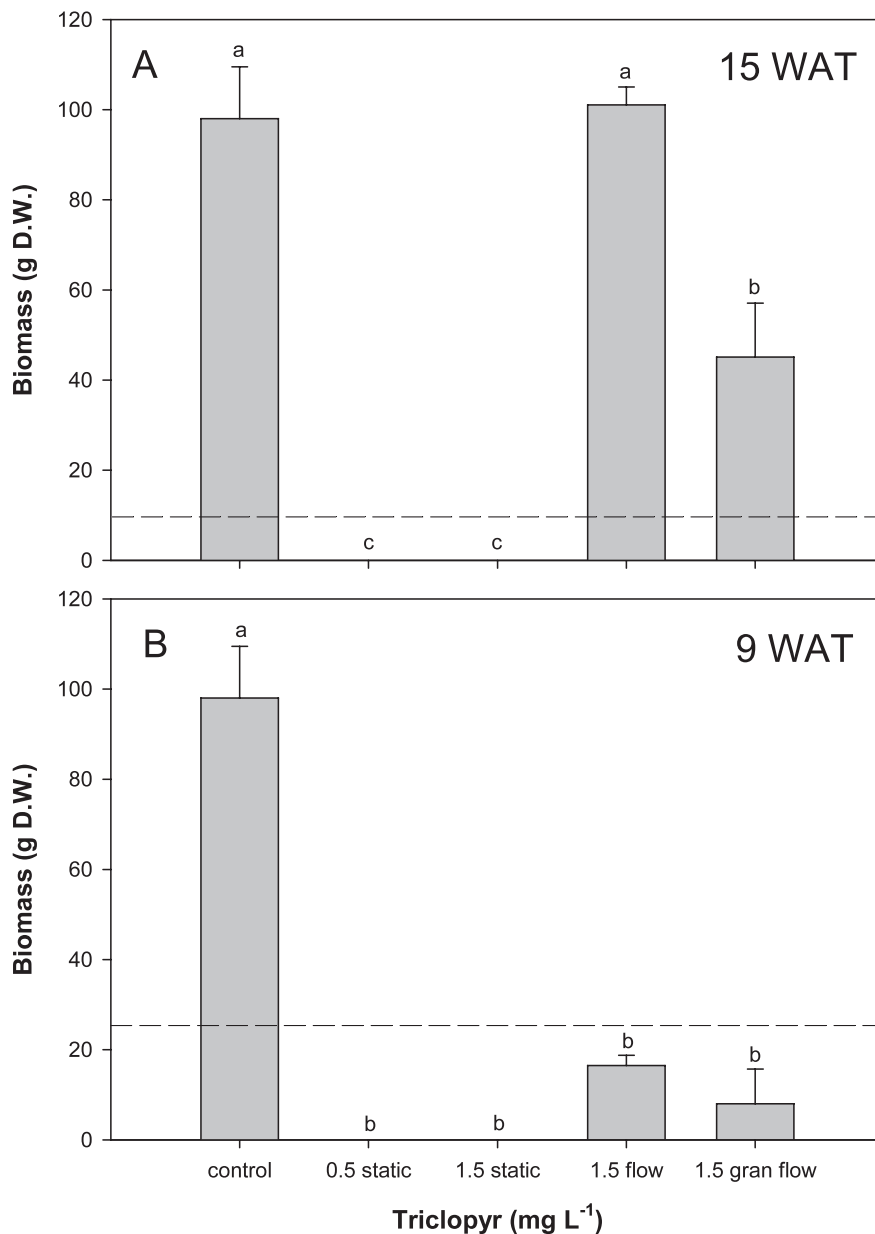 A
15 WAT
Biomass (g D.W.)
120
100
80
60
40
20
0
a
c
c
a
b
B
9 WAT
Biomass (g D.W.)
120
100
80
60
40
20
0
a
b
b
b
b
control
0.5 static
1.5 static
1.5 flow
1.5 gran flow
Triclopyr (mg L⁻¹)